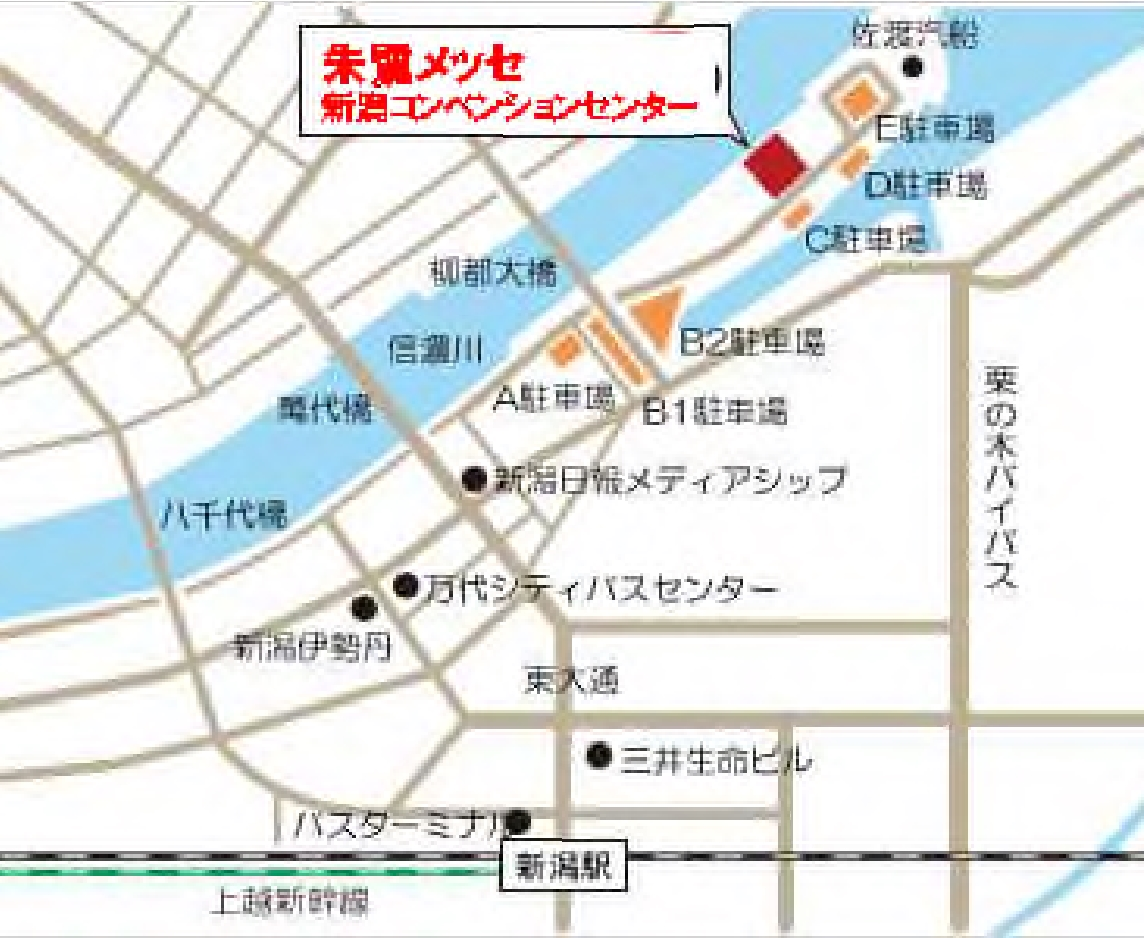 佐渡汽船
朱鷺メッセ
新潟コンベンションセンター
E駐車場
D駐車場
C駐車場
柳都大橋
信濃川
B2駐車場
A駐車場
B1駐車場
萬代橋
栗の木バイパス
新潟日報メディアシップ
八千代橋
万代シティバスセンター
新潟伊勢丹
東大通
三井生命ビル
バスターミナル
新潟駅
上越新幹線